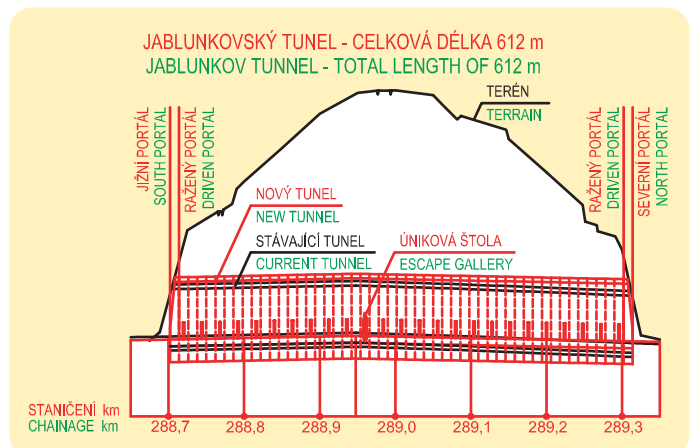 JABLUNKOVSKÝ TUNEL - CELKOVÁ DÉLKA 612 m
JABLUNKOV TUNNEL - TOTAL LENGTH OF 612 m
TERÉN
TERRAIN
JIŽNÍ PORTÁL
SOUTH PORTAL
RAŽENÝ PORTÁL
DRIVEN PORTAL
RAŽENÝ PORTÁL
DRIVEN PORTAL
SEVERNÍ PORTÁL
NORTH PORTAL
NOVÝ TUNEL
NEW TUNNEL
STÁVAJÍCÍ TUNEL
CURRENT TUNNEL
ÚNIKOVÁ ŠTOLA
ESCAPE GALLERY
STANIČENÍ km
CHAINAGE km
288,7 288,8 288,9 289,0 289,1 289,2 289,3